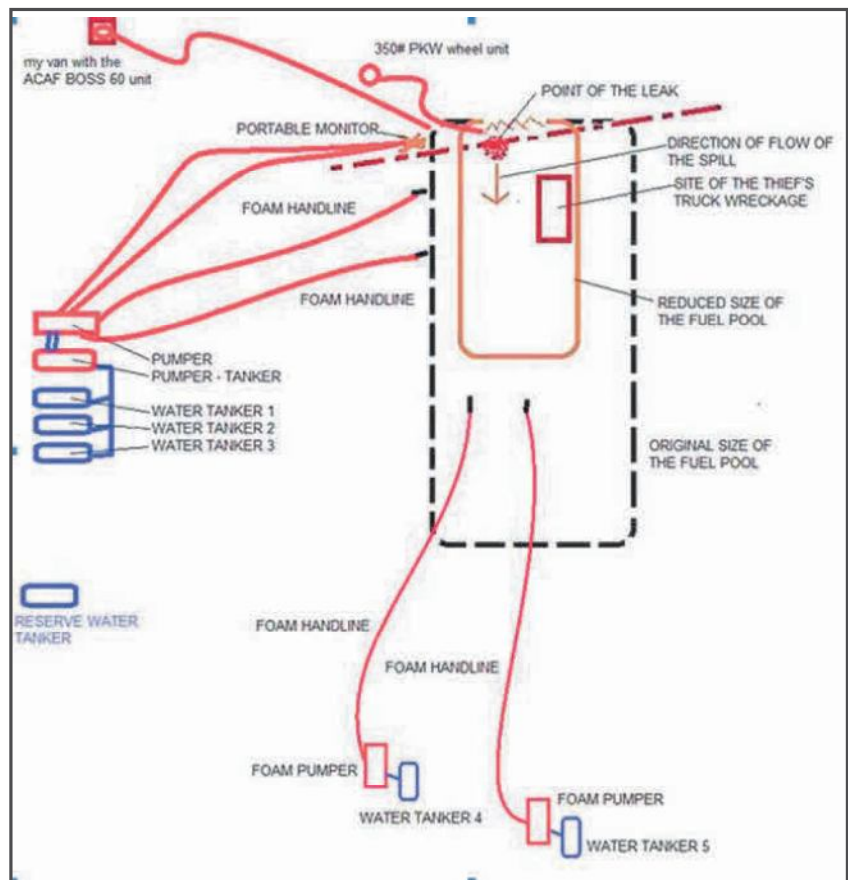 350# PKW wheel unit
my van with the
ACAF BOSS 60 unit
POINT OF THE LEAK
PORTABLE MONITOR
DIRECTION OF FLOW OF
THE SPILL
SITE OF THE THIEF'S
TRUCK WRECKAGE
FOAM HANDLINE
FOAM HANDLINE
REDUCED SIZE OF
THE FUEL POOL
PUMPER
PUMPER - TANKER
WATER TANKER 1
WATER TANKER 2
WATER TANKER 3
ORIGINAL SIZE OF
THE FUEL POOL
RESERVE WATER
TANKER
FOAM HANDLINE
FOAM HANDLINE
FOAM PUMPER
WATER TANKER 4
FOAM PUMPER
WATER TANKER 5